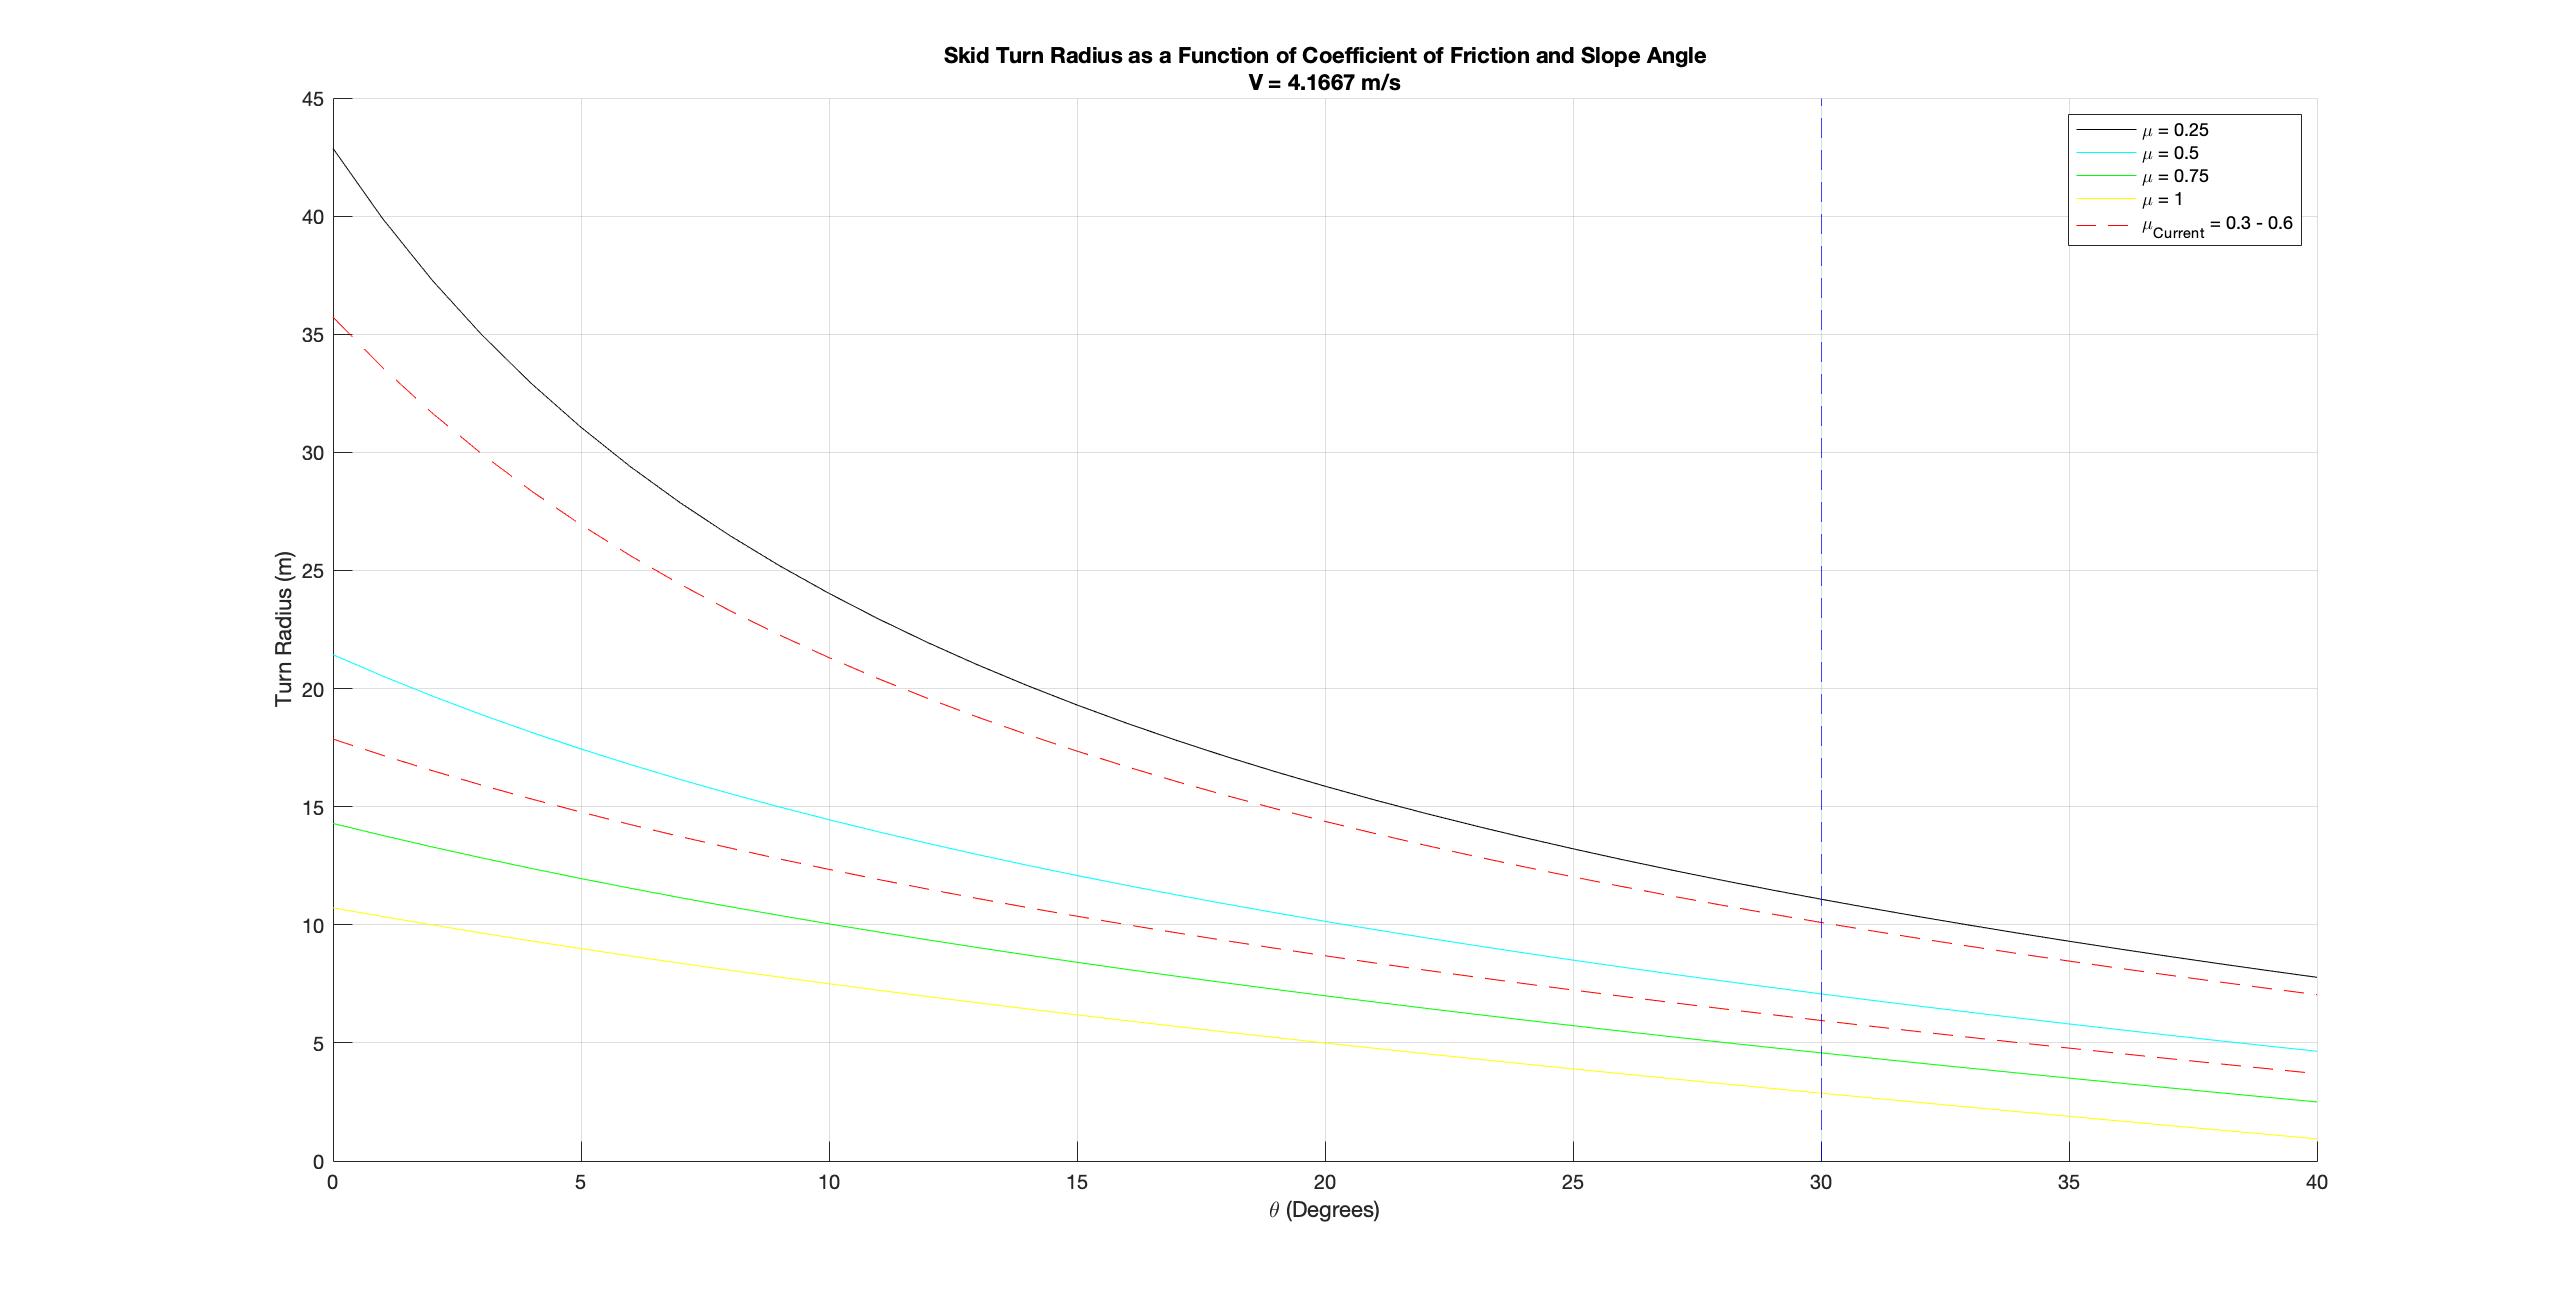 Skid Turn Radius as a Function of Coefficient of Friction and Slope Angle
V = 4.1667 m/s
45
40
35
30
25
20
15
10
5
0
Turn Radius (m)
μ = 0.25
μ = 0.5
μ = 0.75
μ = 1
μCurrent = 0.3 - 0.6
0 5 10 15 20 25 30 35 40
θ (Degrees)